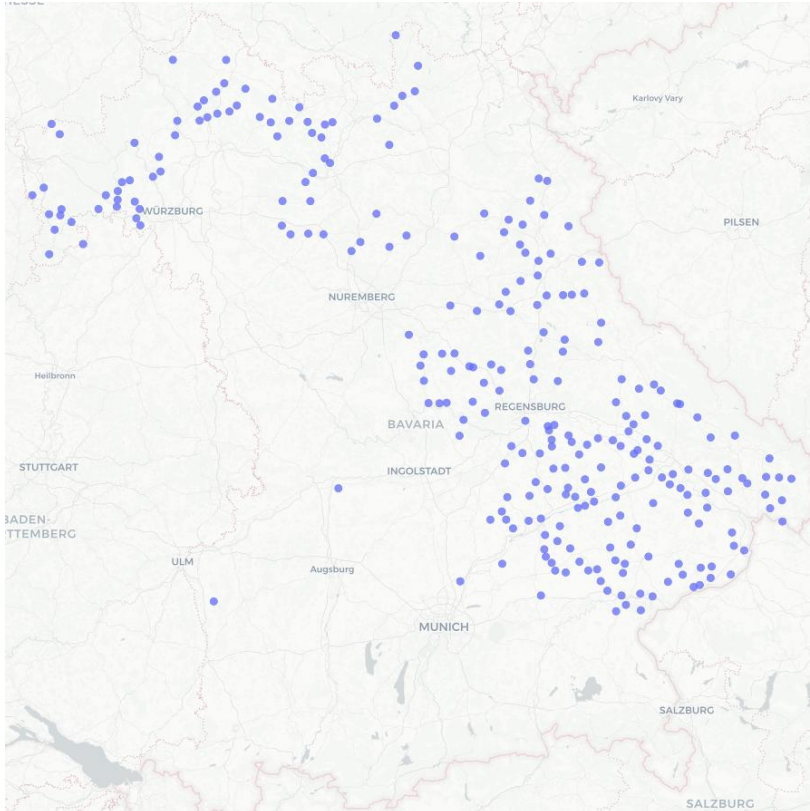 Karlovy Vary
PILSEN
WÜRZBURG
NUREMBERG
Heilbronn
REGENSBURG
BAVARIA
STUTTGART
INGOLSTADT
BADEN-
TTEMBERG
ULM
Augsburg
MUNICH
SALZBURG
SALZBURG